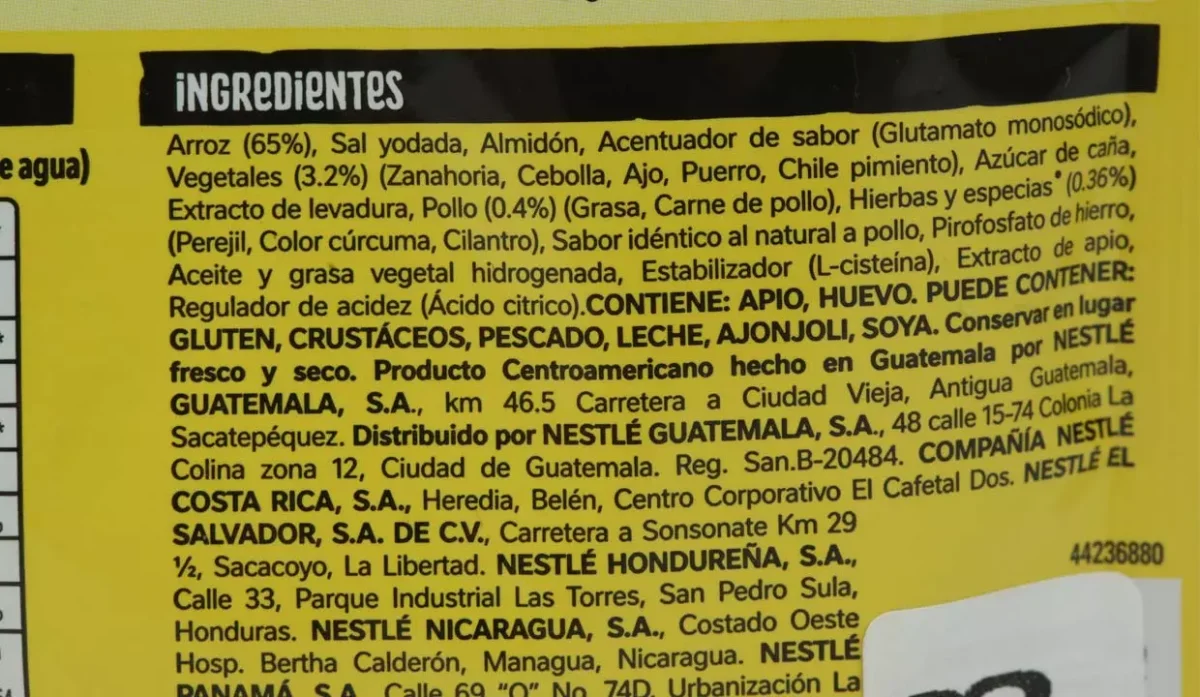 INGREDIENTES
e agua)
Arroz (65%), Sal yodada, Almidón, Acentuador de sabor (Glutamato monosódico),
Vegetales (3.2%) (Zanahoria, Cebolla, Ajo, Puerro, Chile pimiento), Azúcar de caña,
Extracto de levadura, Pollo (0.4%) (Grasa, Carne de pollo), Hierbas y especias* (0.36%)
(Perejil, Color cúrcuma, Cilantro), Sabor idéntico al natural a pollo, Pirofosfato de hierro,
Aceite y grasa vegetal hidrogenada, Estabilizador (L-cisteína), Extracto de apio,
Regulador de acidez (Ácido citrico).CONTIENE: APIO, HUEVO. PUEDE CONTENER:
GLUTEN, CRUSTÁCEOS, PESCADO, LECHE, AJONJOLI, SOYA. Conservar en lugar
fresco y seco. Producto Centroamericano hecho en Guatemala por NESTLÉ
GUATEMALA, S.A., km 46.5 Carretera a Ciudad Vieja, Antigua Guatemala,
Sacatepéquez. Distribuido por NESTLÉ GUATEMALA, S.A., 48 calle 15-74 Colonia La
Colina zona 12, Ciudad de Guatemala. Reg. San.B-20484. COMPAÑÍA NESTLÉ
COSTA RICA, S.A., Heredia, Belén, Centro Corporativo El Cafetal Dos. NESTLÉ EL
SALVADOR, S.A. DE C.V., Carretera a Sonsonate Km 29
½, Sacacoyo, La Libertad. NESTLÉ HONDUREÑA, S.A.,
44236880
Calle 33, Parque Industrial Las Torres, San Pedro Sula,
Honduras. NESTLÉ NICARAGUA, S.A., Costado Oeste
Hosp. Bertha Calderón, Managua, Nicaragua. NESTLÉ
PANAMÁ, S.A., Calle 69 "O" No. 74D, Urbanización La